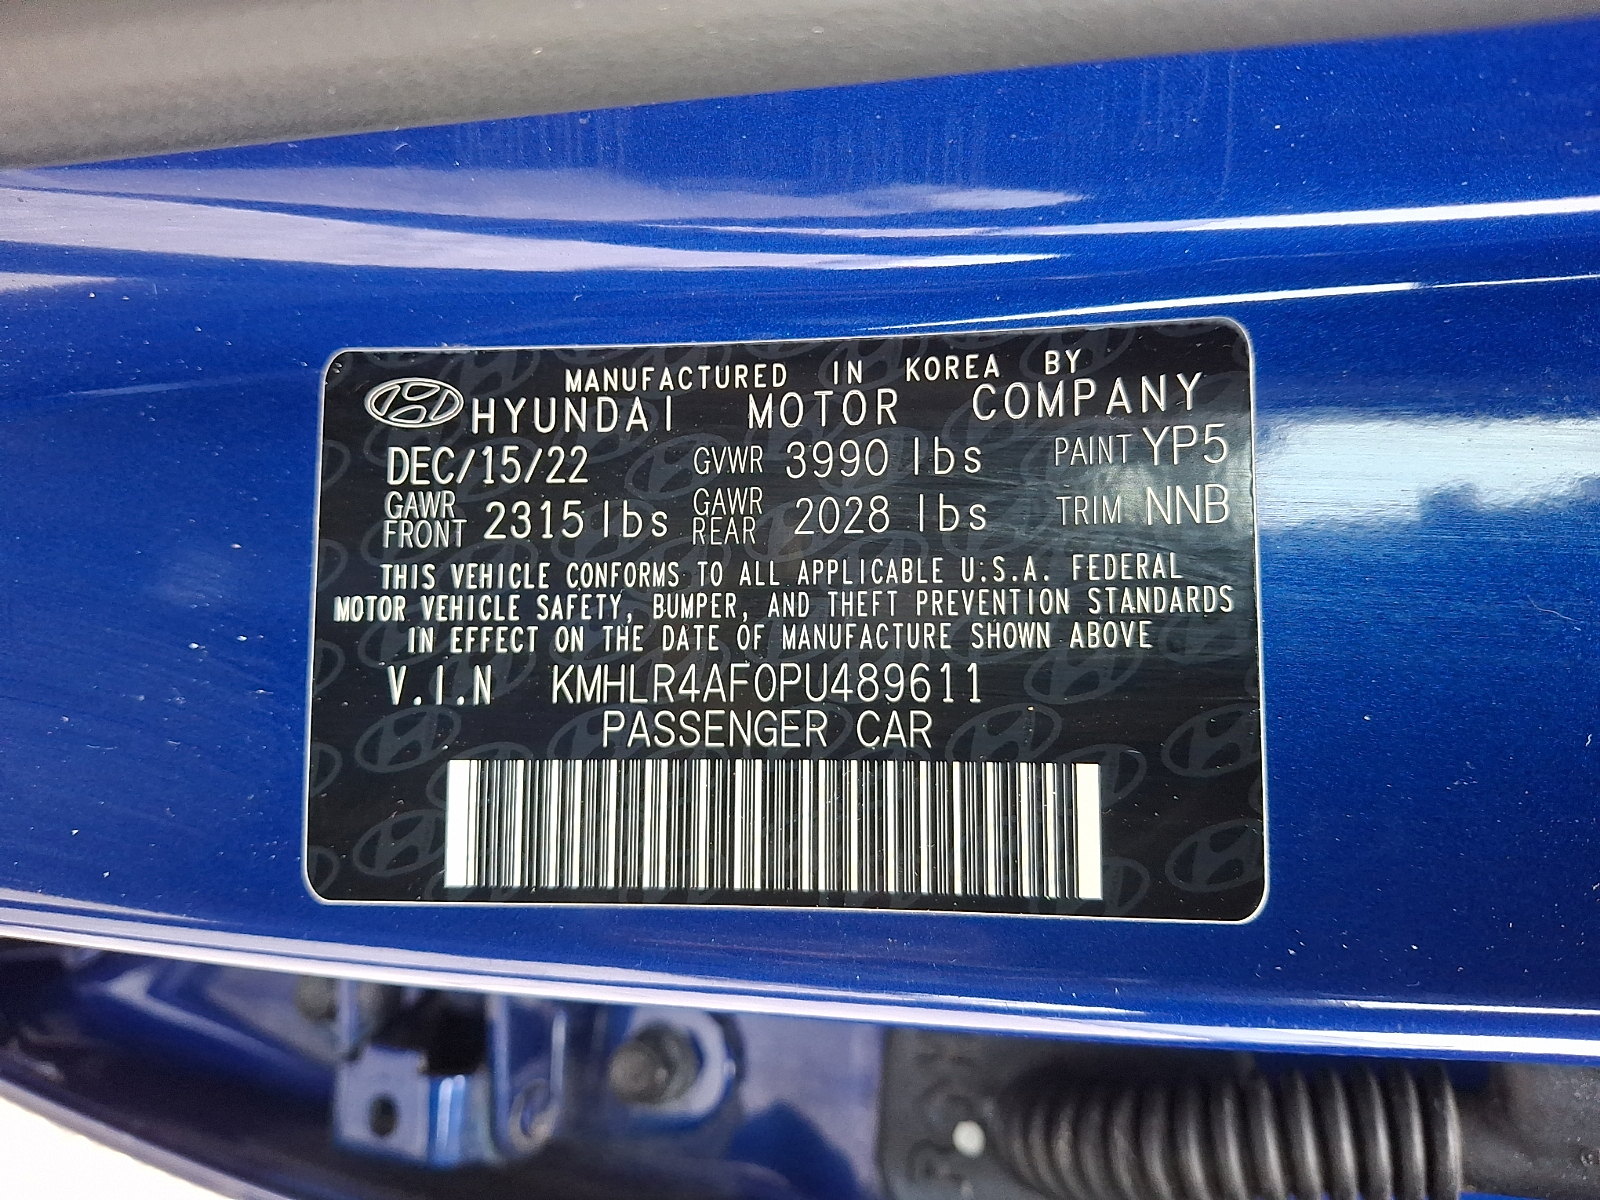 MANUFACTURED IN KOREA BY
HYUNDAI MOTOR COMPANY
DEC/15/22 GVWR 3990 lbs PAINT YP5
GAWR FRONT 2315 lbs GAWR REAR 2028 lbs TRIM NNB
THIS VEHICLE CONFORMS TO ALL APPLICABLE U.S.A. FEDERAL
MOTOR VEHICLE SAFETY, BUMPER, AND THEFT PREVENTION STANDARDS
IN EFFECT ON THE DATE OF MANUFACTURE SHOWN ABOVE
V.I.N KMHLR4AF0PU489611
PASSENGER CAR